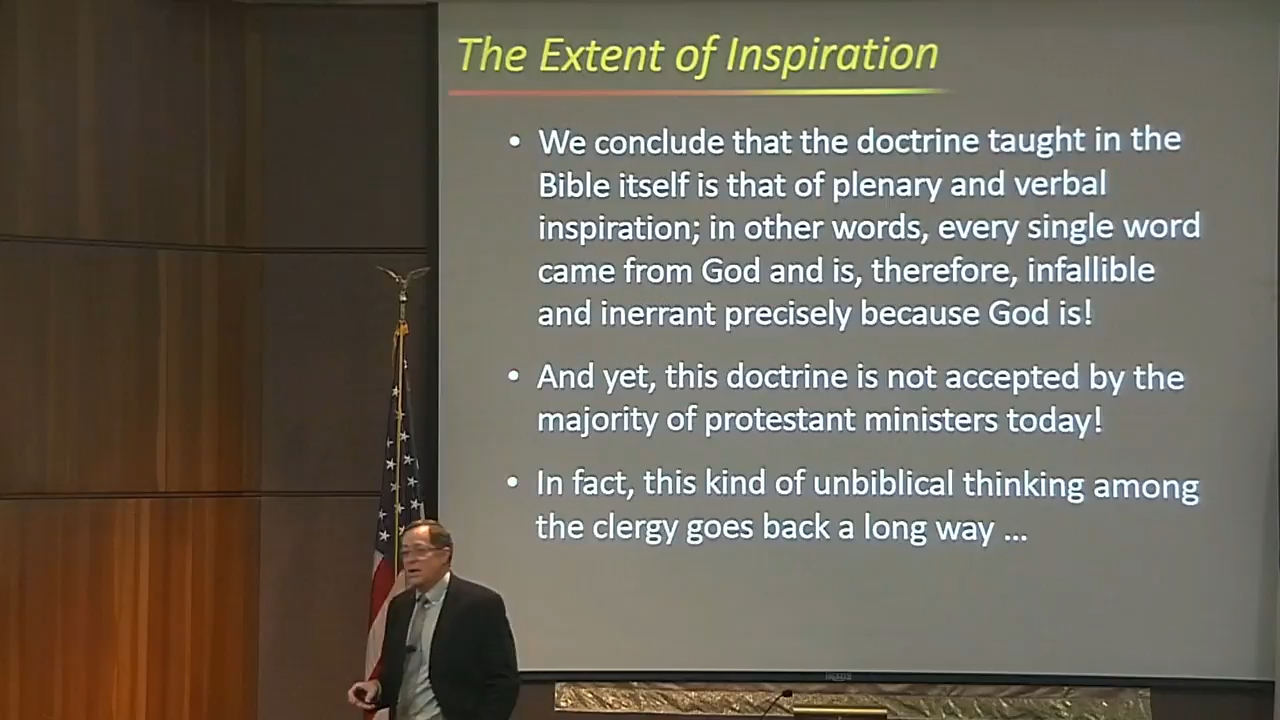 The Extent of Inspiration
• We conclude that the doctrine taught in the
Bible itself is that of plenary and verbal
inspiration; in other words, every single word
came from God and is, therefore, infallible
and inerrant precisely because God is!
• And yet, this doctrine is not accepted by the
majority of protestant ministers today!
• In fact, this kind of unbiblical thinking among
the clergy goes back a long way ...